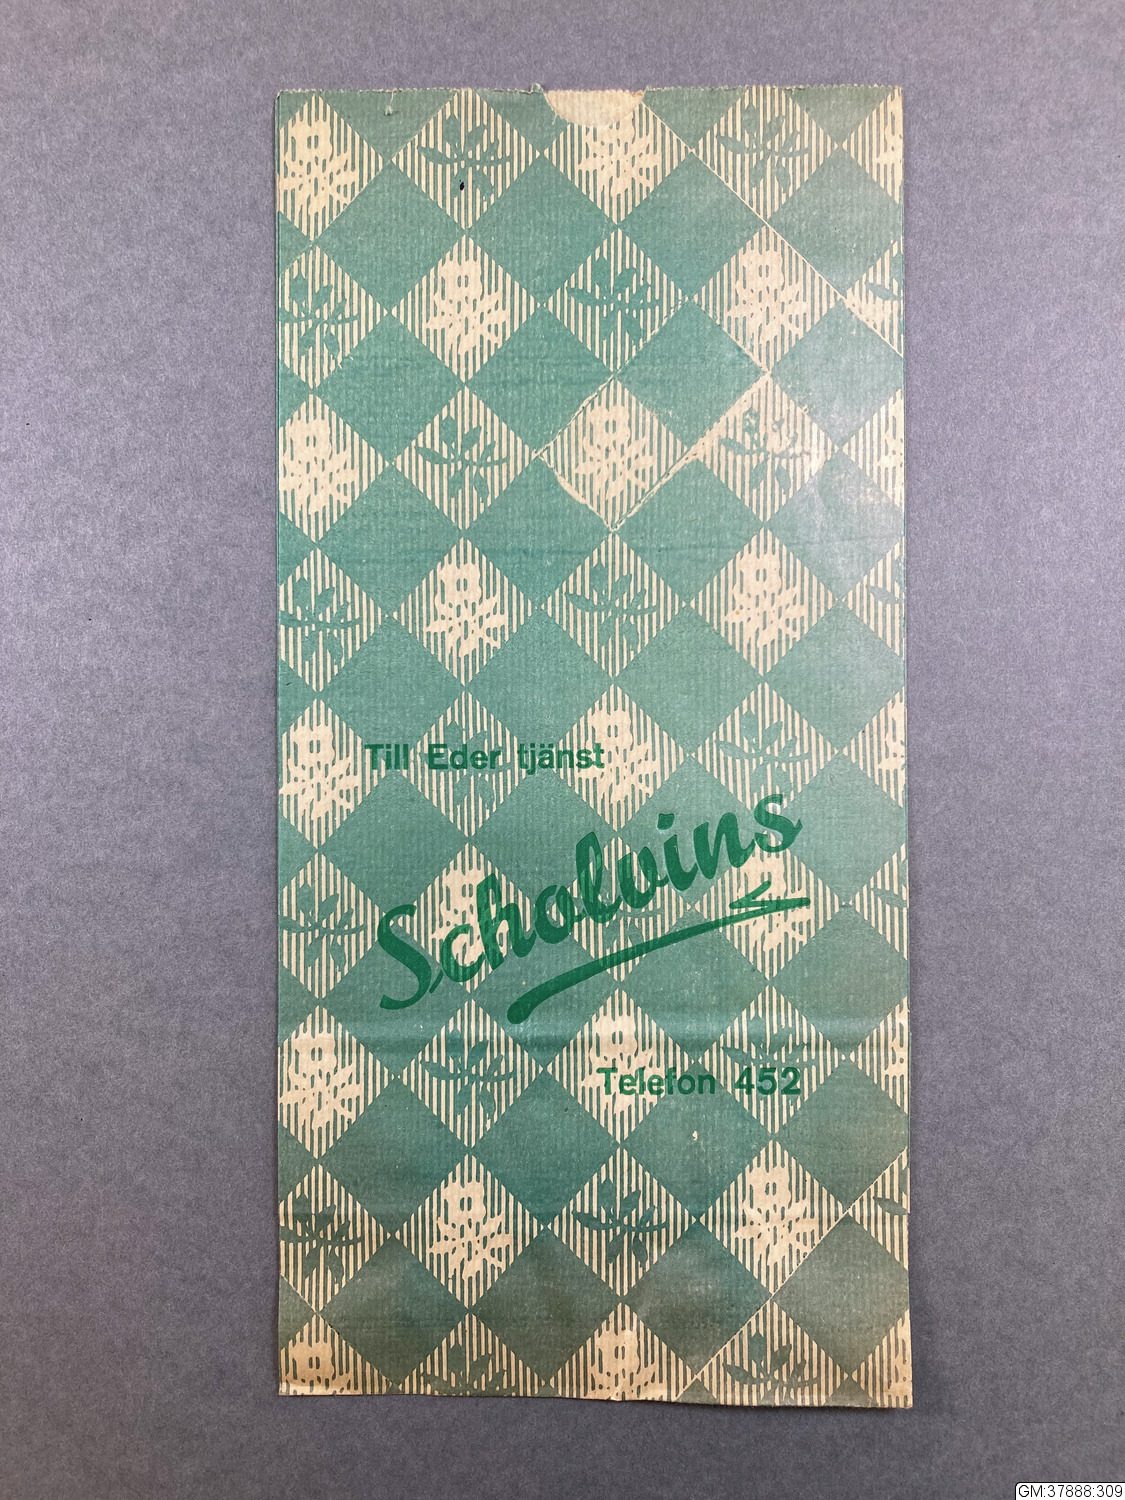 Till Eder tjänst
Scholvins
Telefon 452
GM:37888:309